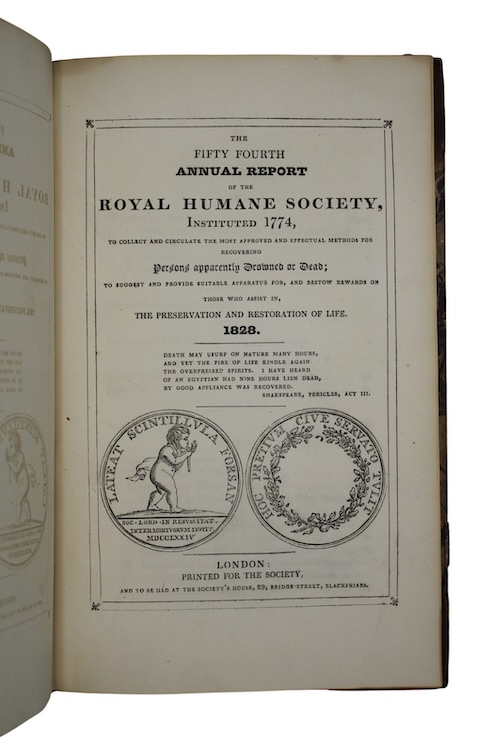 THE
FIFTY FOURTH
ANNUAL REPORT
OF THE
ROYAL HUMANE SOCIETY,
INSTITUTED 1774,
TO COLLECT AND CIRCULATE THE MOST APPROVED AND EFFECTUAL METHODS FOR
RECOVERING
Persons apparently Drowned or Dead;
TO SUGGEST AND PROVIDE SUITABLE APPARATUS FOR, AND BESTOW REWARDS ON
THOSE WHO ASSIST IN,
THE PRESERVATION AND RESTORATION OF LIFE.
1828.
DEATH MAY USURP ON NATURE MANY HOURS,
AND YET THE FIRE OF LIFE KINDLE AGAIN
THE OVERPRESSED SPIRITS. I HAVE HEARD
OF AN EGYPTIAN HAD NINE HOURS LIEN DEAD,
BY GOOD APPLIANCE WAS RECOVERED.
SHAKSPEARE, PERICLES, ACT III.
LATEAT SCINTILLVLA FORSAN
SOC · LOND · IN RESVSCITAT ·
INTERMORTVORVM INSTIT.
MDCCLXXIV
HOC PRETIVM CIVE SERVATO TVLIT
LONDON:
PRINTED FOR THE SOCIETY,
AND TO BE HAD AT THE SOCIETY'S HOUSE, 29, BRIDGE-STREET, BLACKFRIARS.